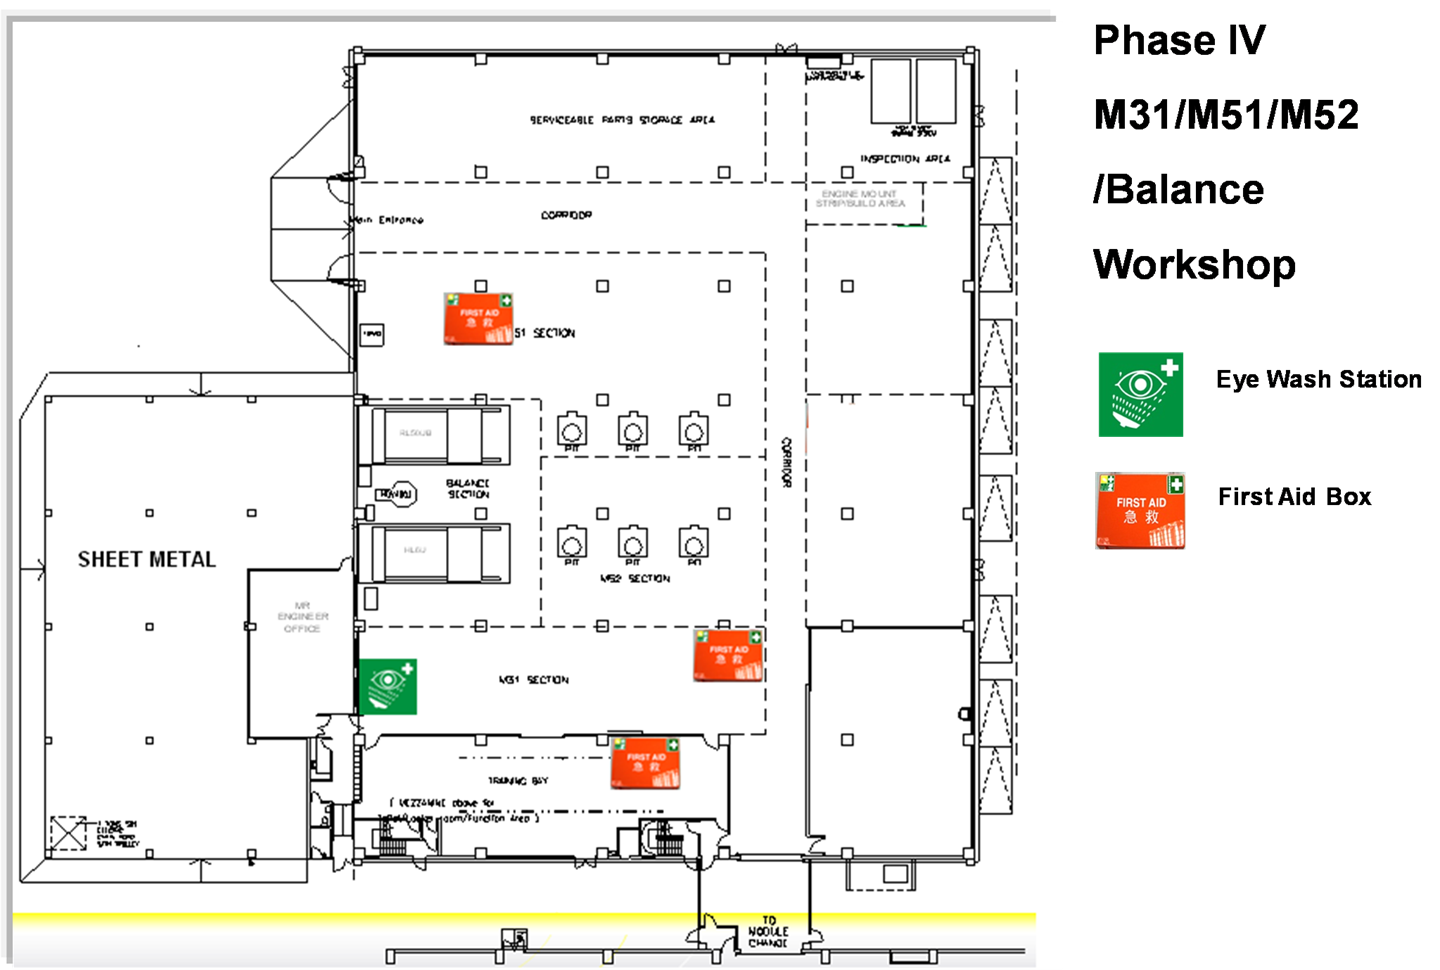 Phase IV
M31/M51/M52
/Balance
Workshop
Eye Wash Station
FIRST AID
急 救
First Aid Box
SERVICEABLE PARTS STORAGE AREA
INSPECTION AREA
ENGINE MOUNT
STRIP/BUILD AREA
Main Entrance
CORRIDOR
FIRST AID
急 救
51 SECTION
PIT
PIT
PIT
CORRIDOR
BALANCE
SECTION
PIT
PIT
PIT
M52 SECTION
SHEET METAL
MR
ENGINEER
OFFICE
M31 SECTION
FIRST AID
急 救
FIRST AID
急 救
TRAINING BAY
( MEZZANINE above for
room/Function Area )
TO
MODULE
CHANGE